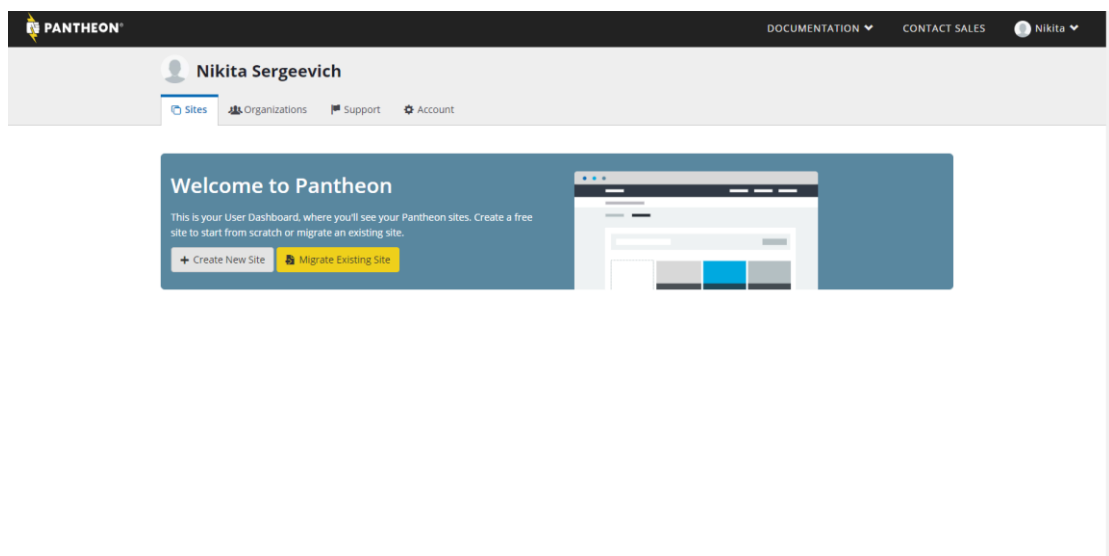 PANTHEON®
DOCUMENTATION
CONTACT SALES
Nikita
Nikita Sergeevich
Sites
Organizations
Support
Account
Welcome to Pantheon
This is your User Dashboard, where you'll see your Pantheon sites. Create a free
site to start from scratch or migrate an existing site.
+ Create New Site
Migrate Existing Site